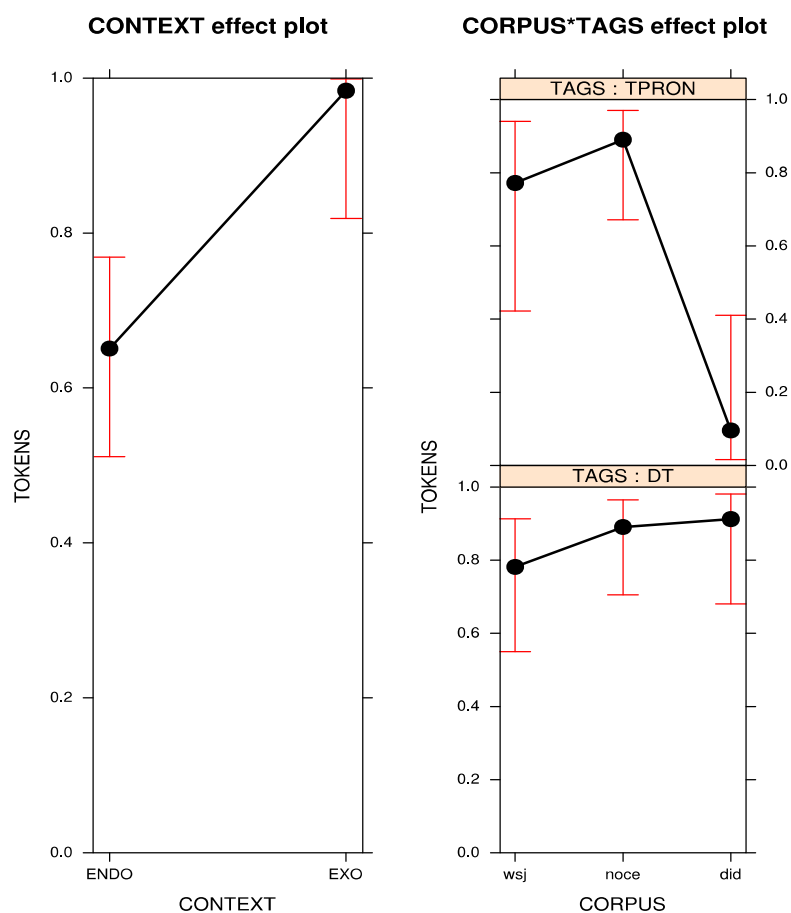 CONTEXT effect plot
TOKENS
1.0
0.8
0.6
0.4
0.2
0.0
ENDO EXO
CONTEXT
CORPUS*TAGS effect plot
TOKENS
TAGS : TPRON
1.0
0.8
0.6
0.4
0.2
0.0
TAGS : DT
1.0
0.8
0.6
0.4
0.2
0.0
wsj noce did
CORPUS